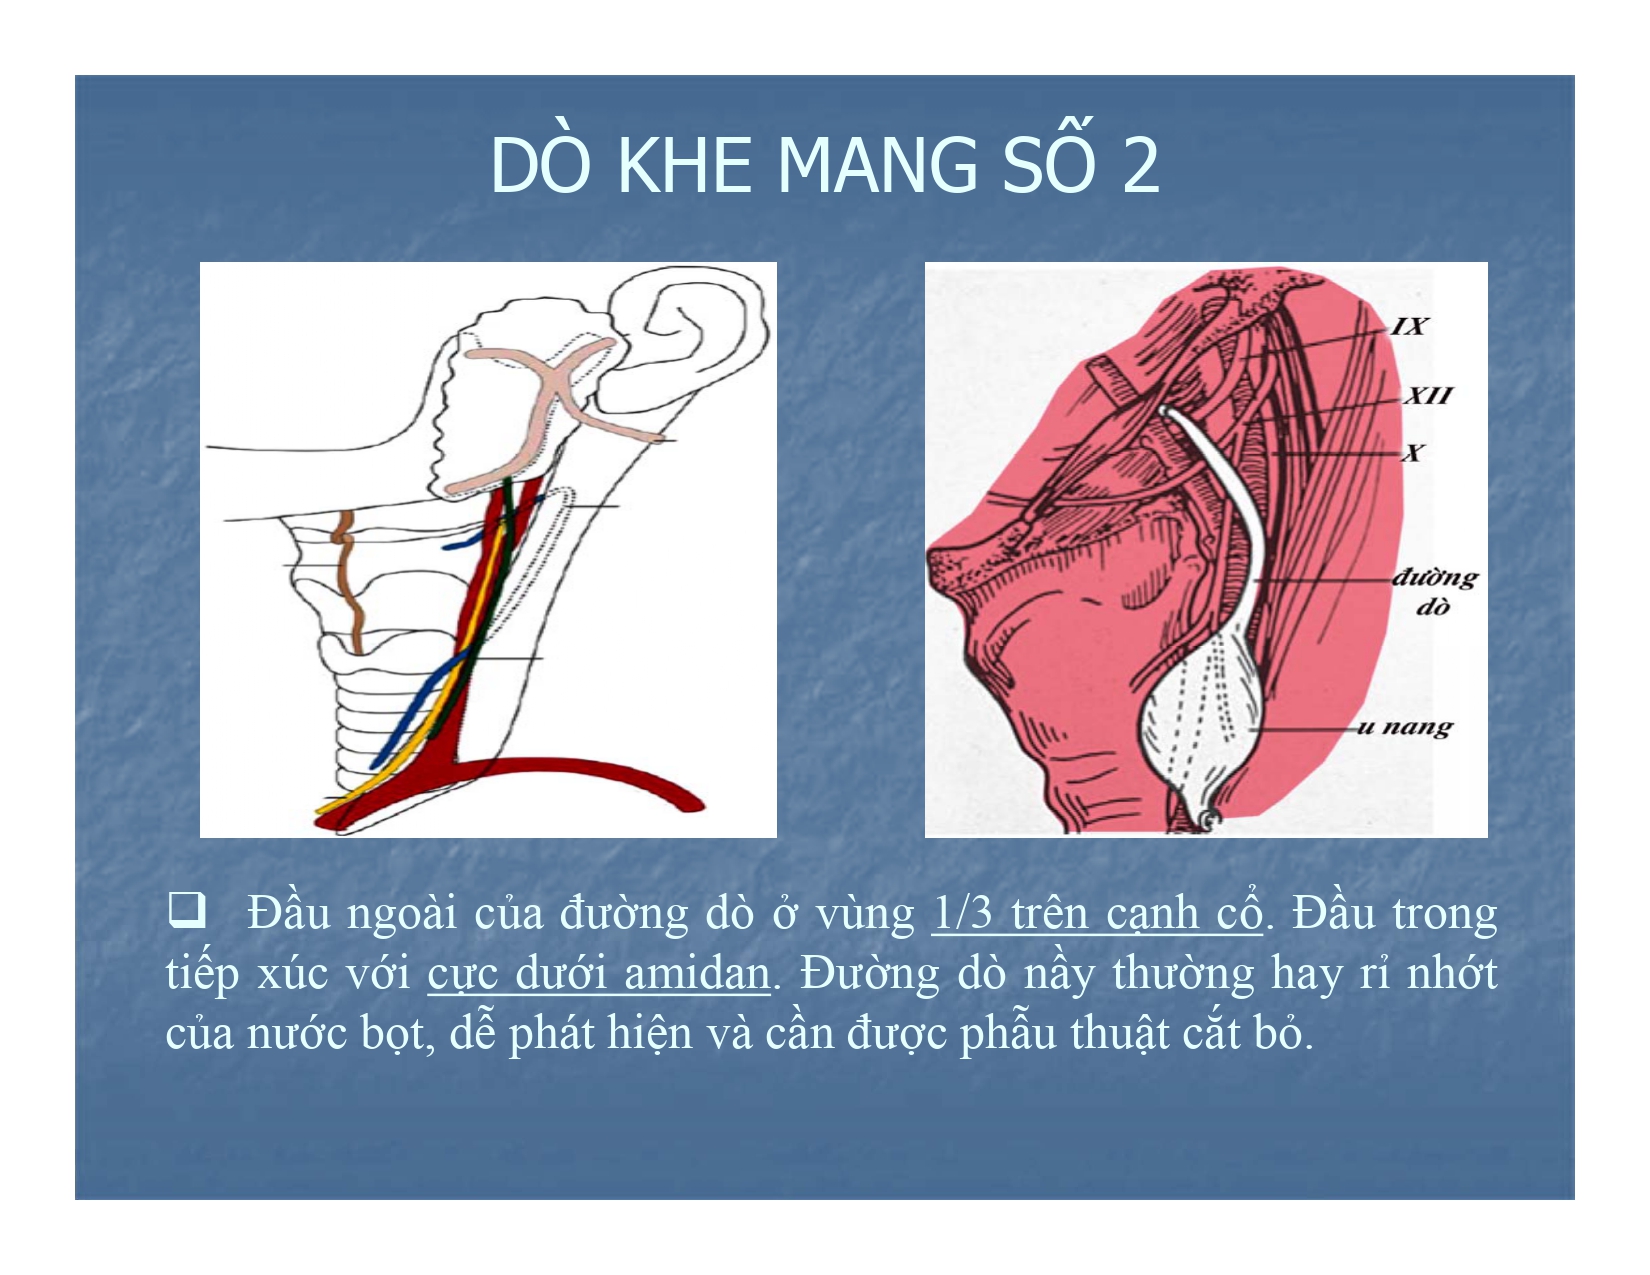 DÒ KHE MANG SỐ 2
IX
XII
X
đường
dò
u nang
❑ Đầu ngoài của đường dò ở vùng 1/3 trên cạnh cổ. Đầu trong
tiếp xúc với cực dưới amidan. Đường dò nầy thường hay rỉ nhớt
của nước bọt, dễ phát hiện và cần được phẫu thuật cắt bỏ.